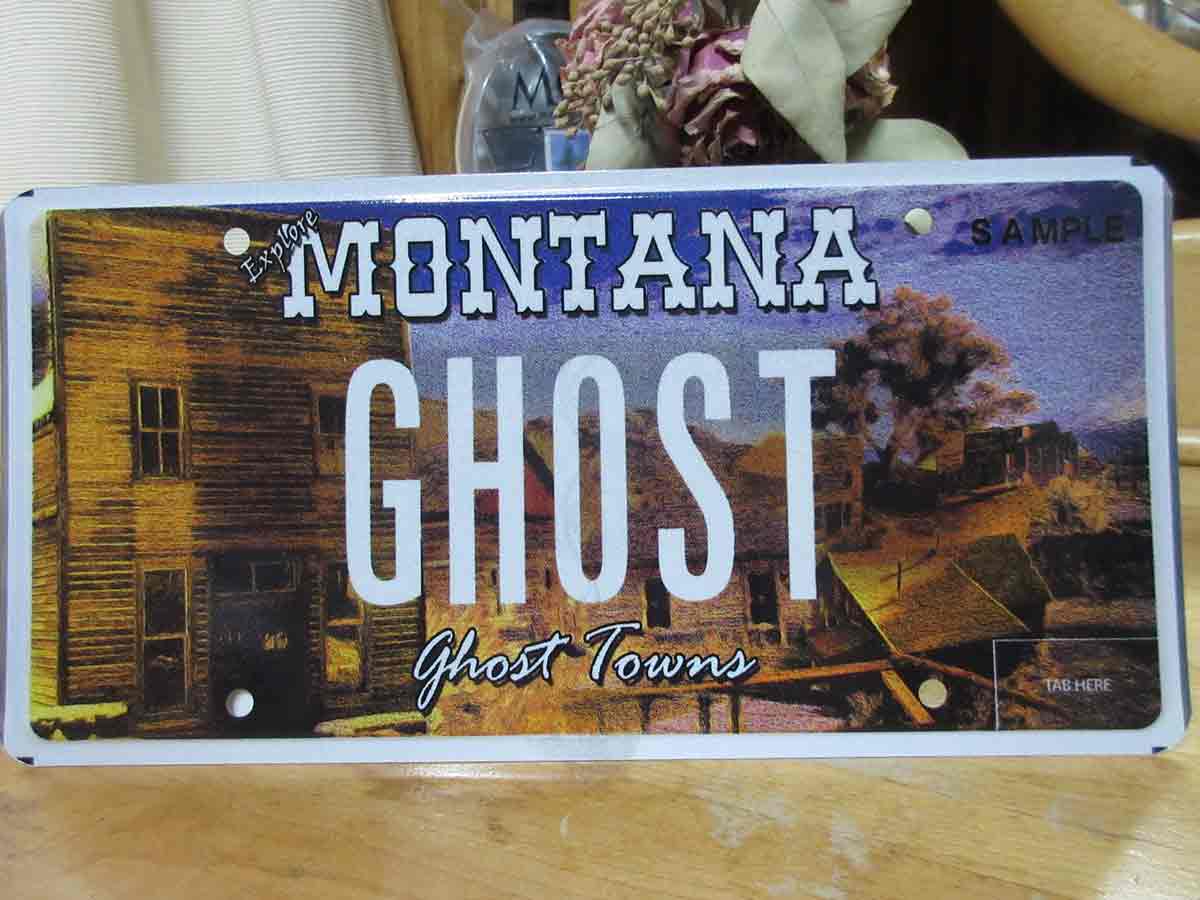 Explore
MONTANA
SAMPLE
GHOST
Ghost Towns
TAB HERE